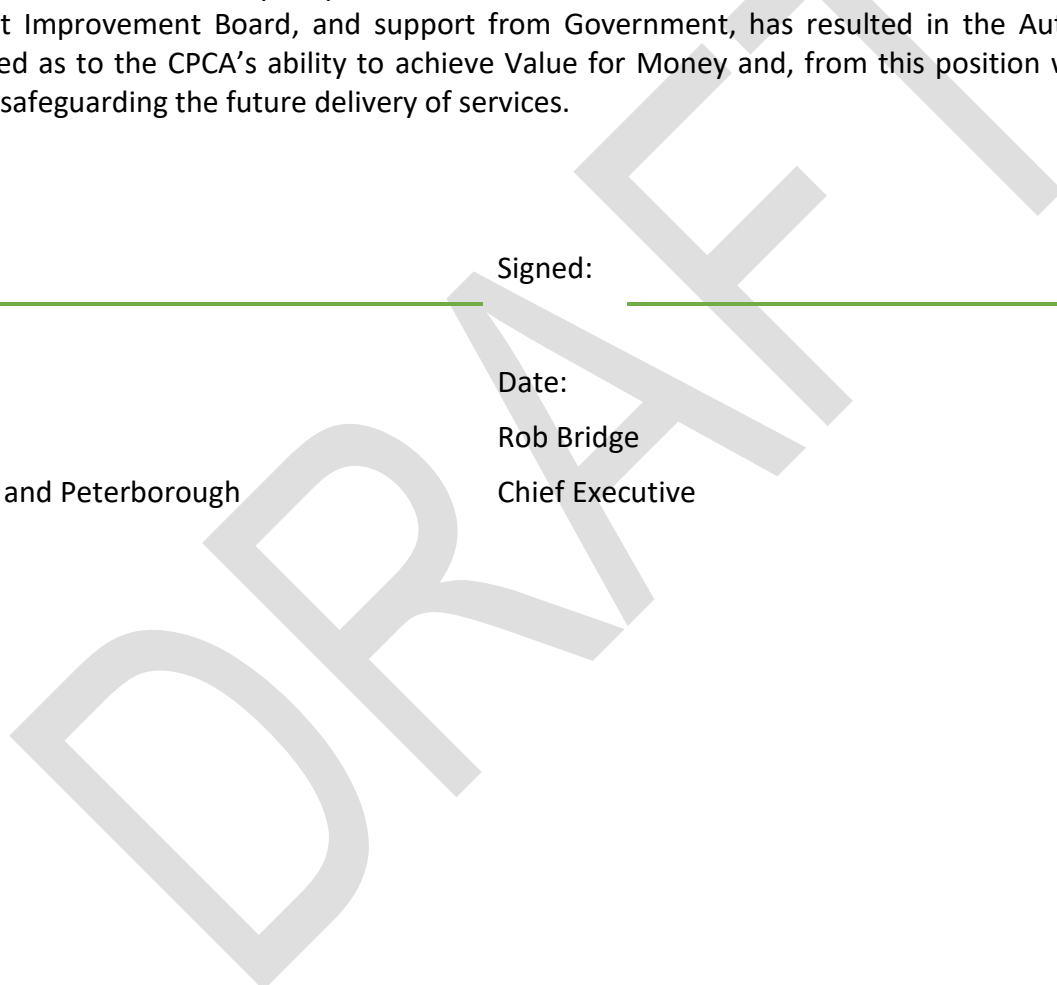 t Improvement Board, and support from Government, has resulted in the Aut
ed as to the CPCA's ability to achieve Value for Money and, from this position
safeguarding the future delivery of services.
Signed:
Date:
Rob Bridge
and Peterborough Chief Executive
DRAFT